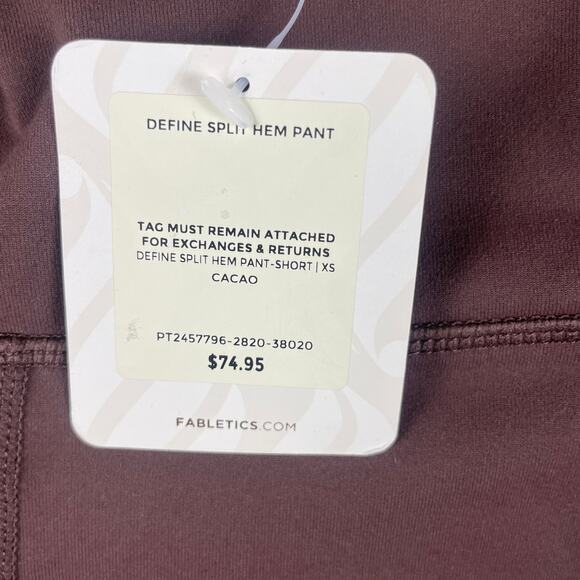 DEFINE SPLIT HEM PANT
TAG MUST REMAIN ATTACHED
FOR EXCHANGES & RETURNS
DEFINE SPLIT HEM PANT-SHORT | XS
CACAO
PT2457796-2820-38020
$74.95
FABLETICS.COM